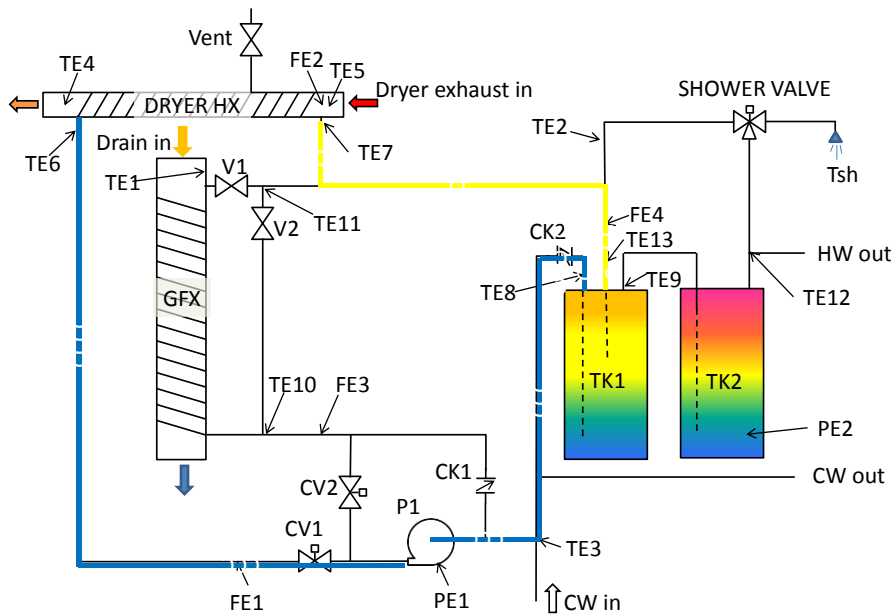 Vent
TE4
FE2
TE5
DRYER HX
Dryer exhaust in
SHOWER VALVE
TE6
Drain in
TE7
TE2
Tsh
TE1
V1
V2
TE11
FE4
CK2
TE13
HW out
TE8
TE9
TE12
GFX
TK1
TK2
TE10
FE3
PE2
CK1
CW out
CV2
P1
CV1
TE3
FE1
PE1
CW in